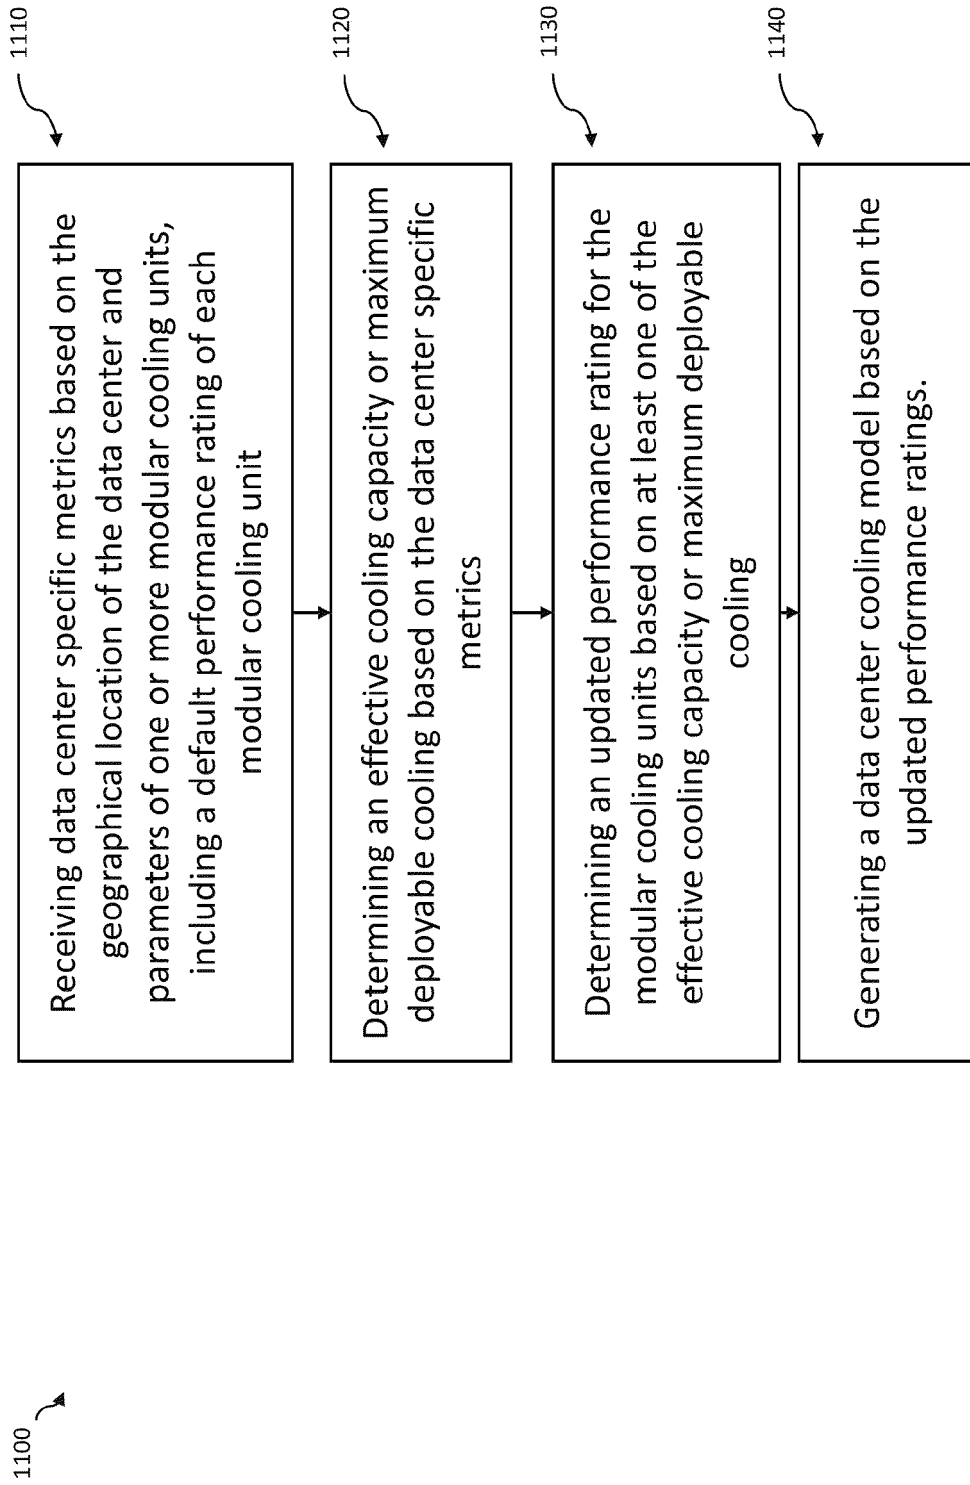 1100
1110
Receiving data center specific metrics based on the
geographical location of the data center and
parameters of one or more modular cooling units,
including a default performance rating of each
modular cooling unit
1120
Determining an effective cooling capacity or maximum
deployable cooling based on the data center specific
metrics
1130
Determining an updated performance rating for the
modular cooling units based on at least one of the
effective cooling capacity or maximum deployable
cooling
1140
Generating a data center cooling model based on the
updated performance ratings.